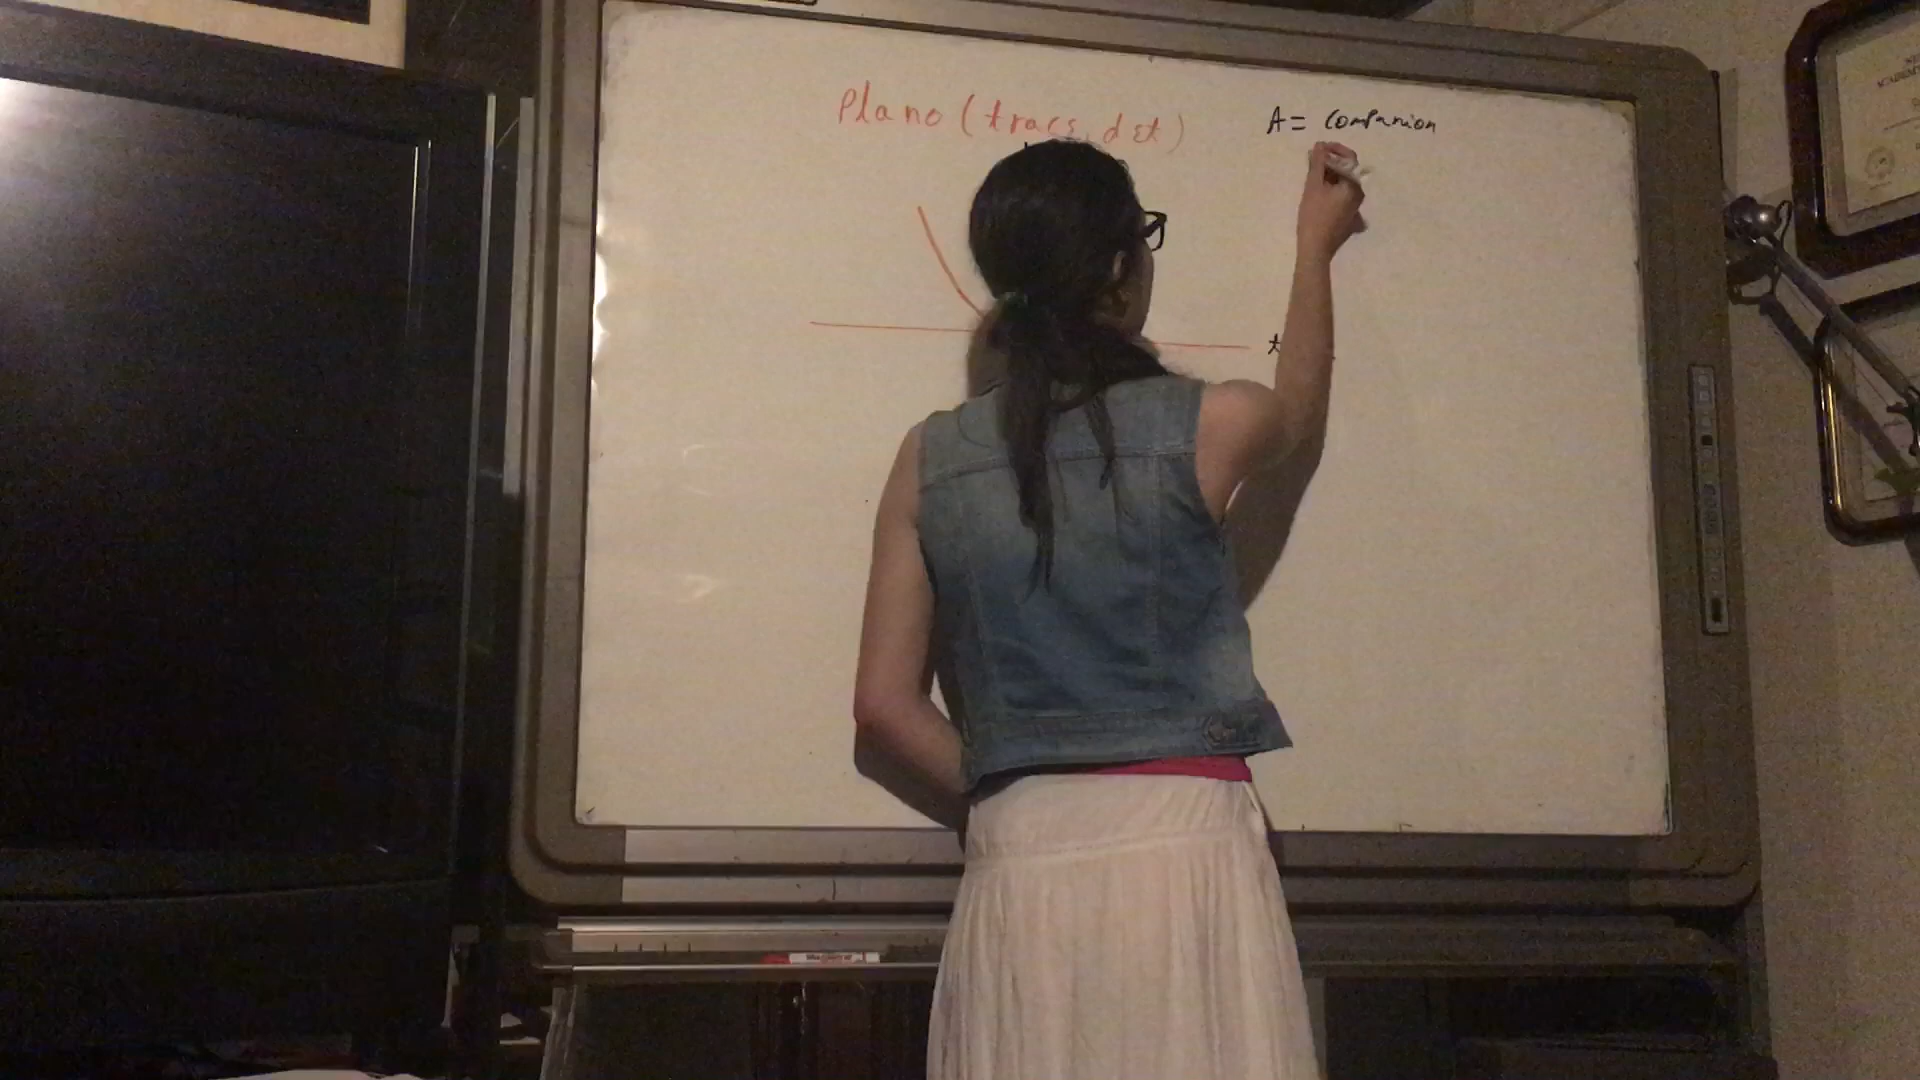 Plano (trace, det)
A = Companion
t